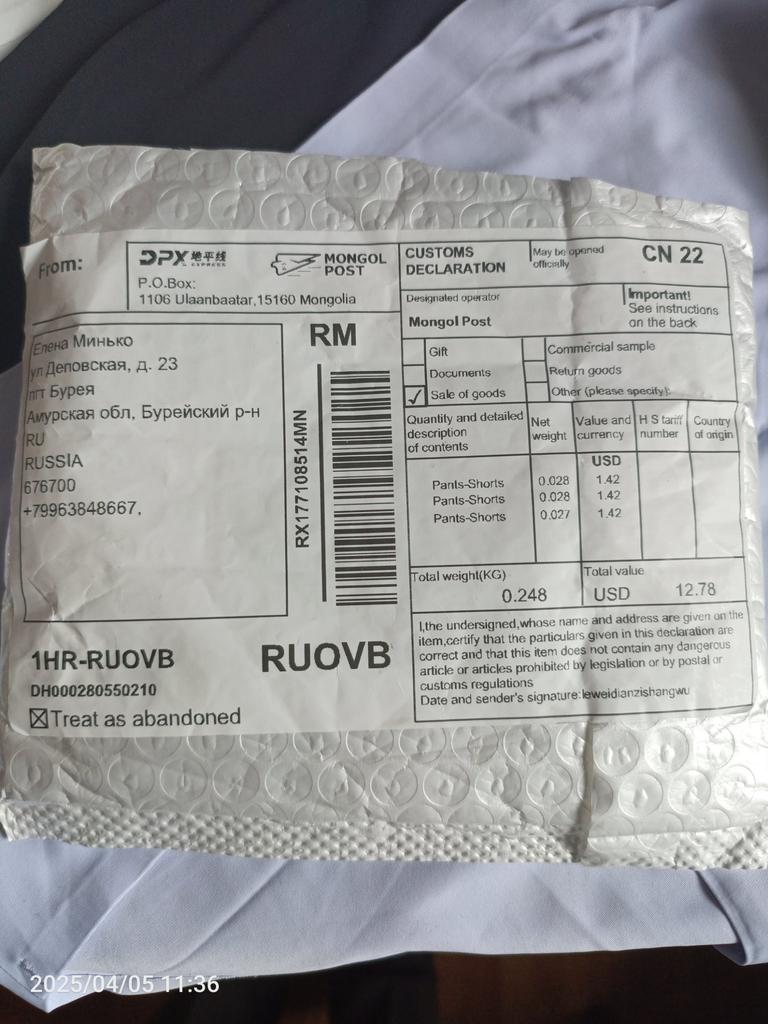 From:
DPX 地平线
EXPRESS
MONGOL
POST
P.O.Box:
1106 Ulaanbaatar,15160 Mongolia
Елена Минько
ул Деповская, д. 23
пгт Бурея
Амурская обл, Бурейский р-н
RU
RUSSIA
676700
+79963848667,
RM
RX177108514MN
1HR-RUOVB
RUOVB
DH000280550210
☒Treat as abandoned
CUSTOMS
DECLARATION
May be opened
officially
CN 22
Designated operator
Mongol Post
Important!
See instructions
on the back
Gift
Commercial sample
Documents
Return goods
✓ Sale of goods
Other (please specify):
Quantity and detailed
description
of contents
Net
weight
Value and
currency
H S tariff
number
Country
of origin
USD
Pants-Shorts 0.028 1.42
Pants-Shorts 0.028 1.42
Pants-Shorts 0.027 1.42
Total weight(KG)
0.248
Total value
USD 12.78
I,the undersigned,whose name and address are given on the
item,certify that the particulars given in this declaration are
correct and that this item does not contain any dangerous
article or articles prohibited by legislation or by postal or
customs regulations
Date and sender's signature:leweidianzishangwu
2025/04/05 11:36